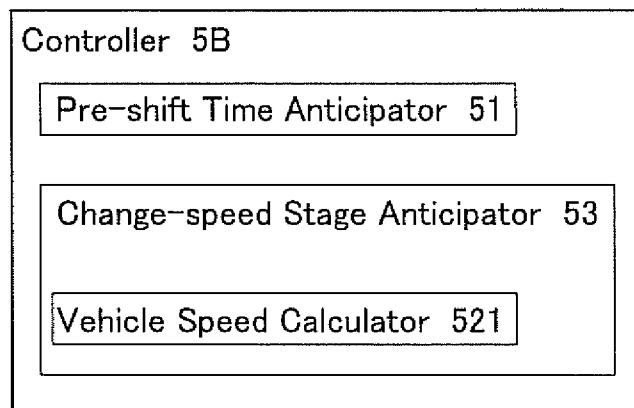 Controller 5B
Pre-shift Time Anticipator 51
Change-speed Stage Anticipator 53
Vehicle Speed Calculator 521